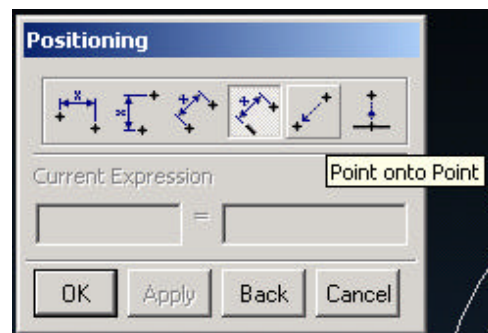 Positioning
Point onto Point
Current Expression
=
OK Apply Back Cancel